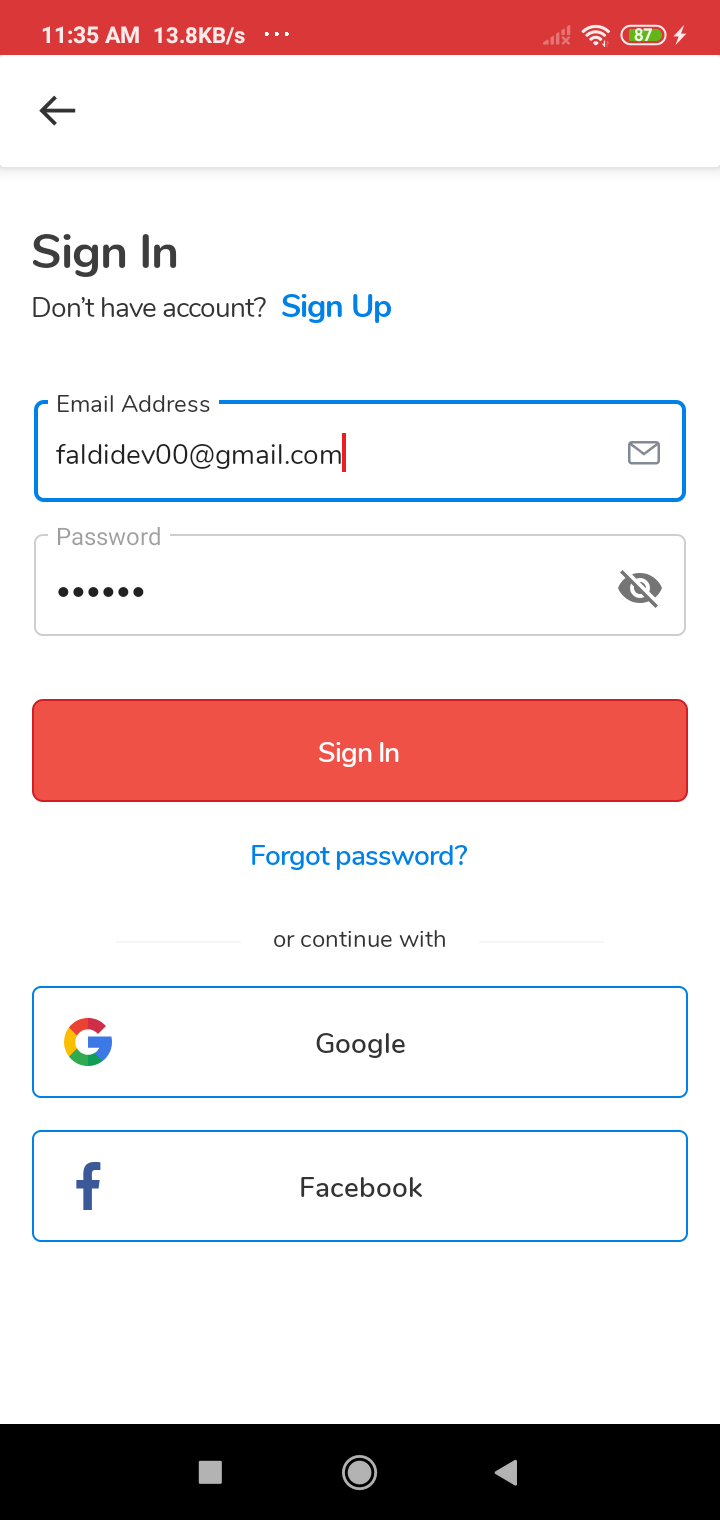 11:35 AM 13.8KB/s ... 87
Sign In
Don't have account? Sign Up
Email Address
faldidev00@gmail.com
Password
••••••
Sign In
Forgot password?
or continue with
Google
Facebook